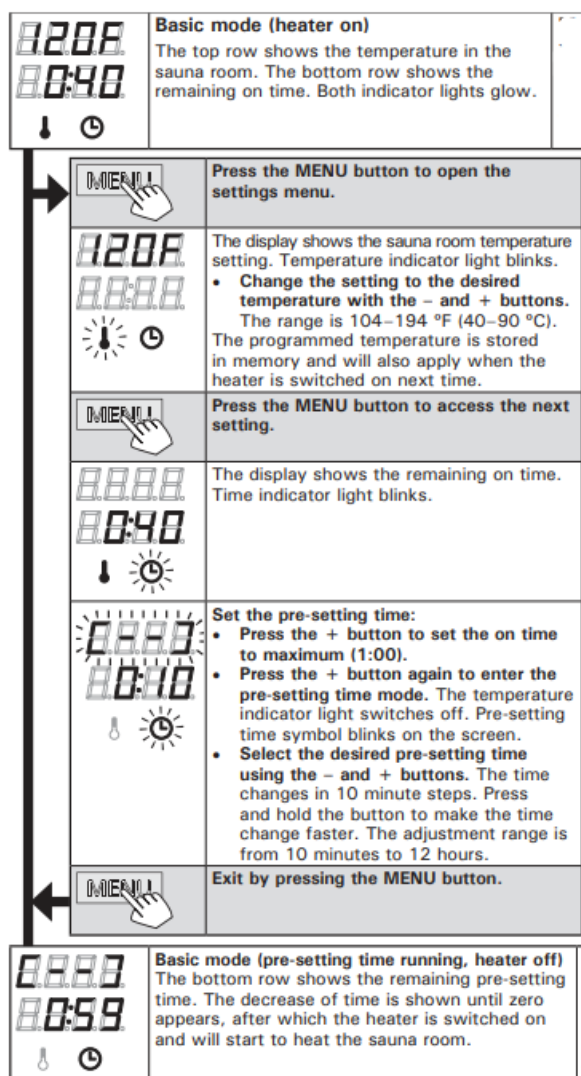 120F
0:40
Basic mode (heater on)
The top row shows the temperature in the
sauna room. The bottom row shows the
remaining on time. Both indicator lights glow.
MENU
Press the MENU button to open the
settings menu.
120F
The display shows the sauna room temperature
setting. Temperature indicator light blinks.
• Change the setting to the desired
temperature with the – and + buttons.
The range is 104–194 ºF (40–90 ºC).
The programmed temperature is stored
in memory and will also apply when the
heater is switched on next time.
MENU
Press the MENU button to access the next
setting.
0:40
The display shows the remaining on time.
Time indicator light blinks.
[--]
0:10
Set the pre-setting time:
• Press the + button to set the on time
to maximum (1:00).
• Press the + button again to enter the
pre-setting time mode. The temperature
indicator light switches off. Pre-setting
time symbol blinks on the screen.
• Select the desired pre-setting time
using the – and + buttons. The time
changes in 10 minute steps. Press
and hold the button to make the time
change faster. The adjustment range is
from 10 minutes to 12 hours.
MENU
Exit by pressing the MENU button.
[--]
0:59
Basic mode (pre-setting time running, heater off)
The bottom row shows the remaining pre-setting
time. The decrease of time is shown until zero
appears, after which the heater is switched on
and will start to heat the sauna room.